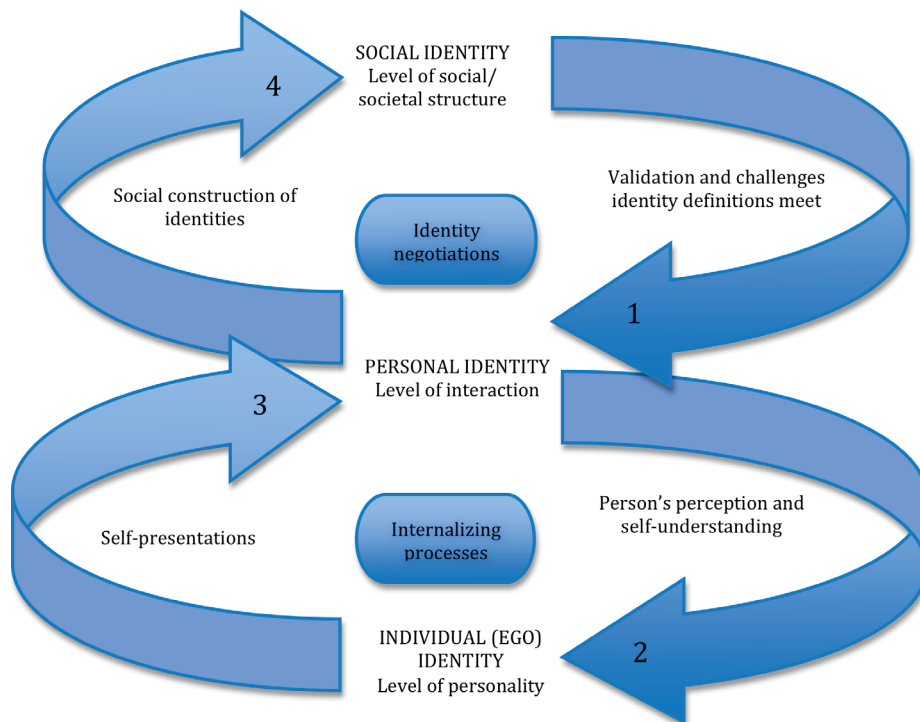 SOCIAL IDENTITY
Level of social/
societal structure
4
Validation and challenges
identity definitions meet
Social construction of
identities
Identity
negotiations
1
PERSONAL IDENTITY
Level of interaction
3
Person's perception and
self-understanding
Self-presentations
Internalizing
processes
INDIVIDUAL (EGO)
IDENTITY
Level of personality
2